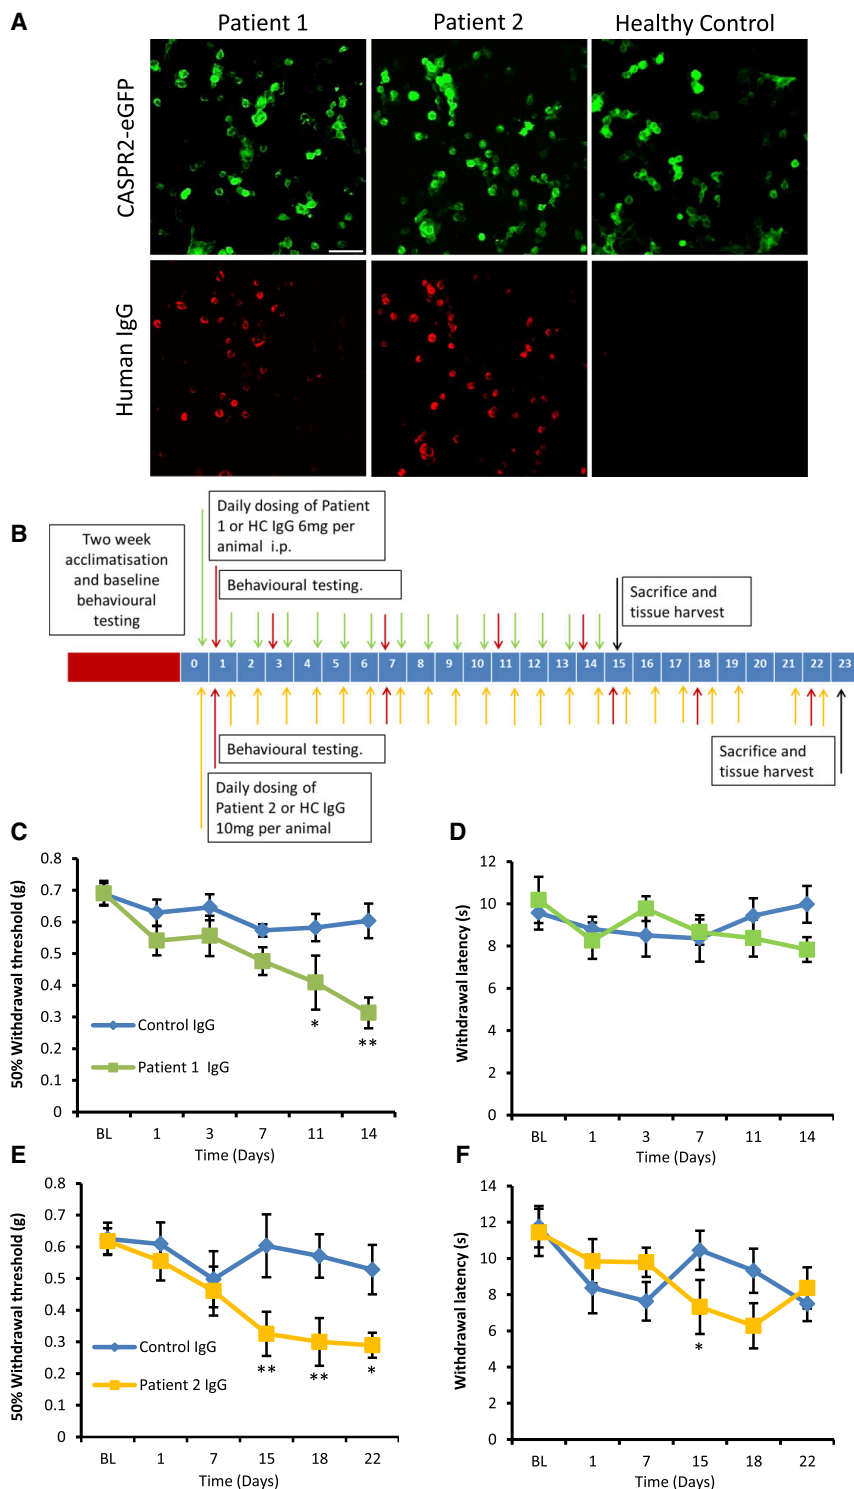 A
Patient 1
Patient 2
Healthy Control
CASPR2-eGFP
Human IgG
B
Two week
acclimatisation
and baseline
behavioural
testing
Daily dosing of Patient
1 or HC IgG 6mg per
animal i.p.
Behavioural testing.
Sacrifice and
tissue harvest
0 1 2 3 4 5 6 7 8 9 10 11 12 13 14 15 16 17 18 19 20 21 22 23
Behavioural testing.
Daily dosing of
Patient 2 or HC IgG
10mg per animal
Sacrifice and
tissue harvest
C
50% Withdrawal threshold (g)
0.8
0.7
0.6
0.5
0.4
0.3
0.2
0.1
0
Control IgG
Patient 1 IgG
*
**
BL 1 3 7 11 14
Time (Days)
D
Withdrawal latency (s)
12
10
8
6
4
2
0
BL 1 3 7 11 14
Time (Days)
E
50% Withdrawal threshold (g)
0.8
0.7
0.6
0.5
0.4
0.3
0.2
0.1
0
Control IgG
Patient 2 IgG
**
**
*
BL 1 7 15 18 22
Time (Days)
F
Withdrawal latency (s)
14
12
10
8
6
4
2
0
*
BL 1 7 15 18 22
Time (Days)